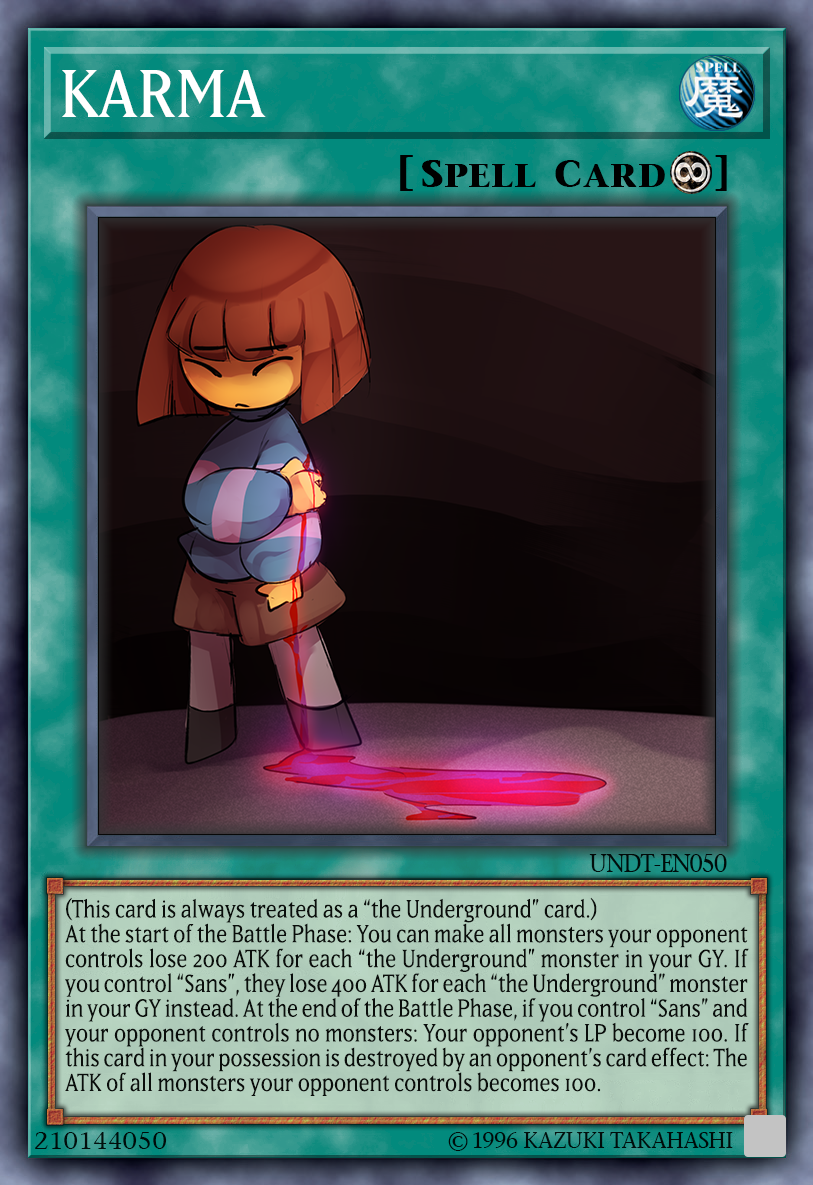 KARMA
SPELL
魔
[SPELL CARD♾]
UNDT-EN050
(This card is always treated as a “the Underground” card.)
At the start of the Battle Phase: You can make all monsters your opponent
controls lose 200 ATK for each “the Underground” monster in your GY. If
you control “Sans”, they lose 400 ATK for each “the Underground” monster
in your GY instead. At the end of the Battle Phase, if you control “Sans” and
your opponent controls no monsters: Your opponent’s LP become 100. If
this card in your possession is destroyed by an opponent’s card effect: The
ATK of all monsters your opponent controls becomes 100.
210144050
© 1996 KAZUKI TAKAHASHI